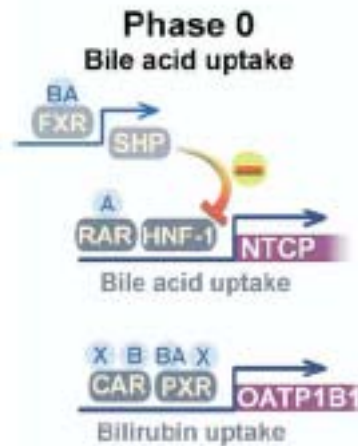 Phase 0
Bile acid uptake
BA
FXR
SHP
A
RAR HNF-1
NTCP
Bile acid uptake
X B BA X
CAR PXR
OATP1B1
Bilirubin uptake